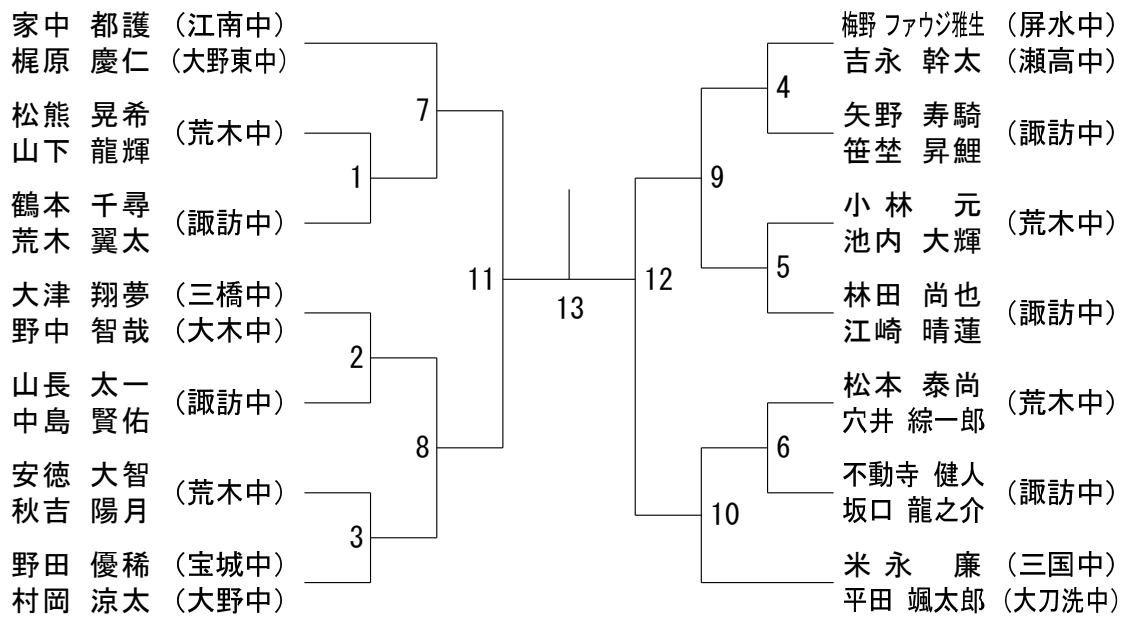 家中 都護 （江南中）
梶原 慶仁 （大野東中）
松熊 晃希
（荒木中）
山下 龍輝
鶴本 千尋
（諏訪中）
荒木 翼太
大津 翔夢 （三橋中）
野中 智哉 （大木中）
山長 太一
（諏訪中）
中島 賢佑
安徳 大智
（荒木中）
秋吉 陽月
野田 優稀 （宝城中）
村岡 涼太 （大野中）
7
1
2
8
3
11
13
12
4
9
5
6
10
梅野 ファウジ雅生 （屏水中）
吉永 幹太 （瀬高中）
矢野 寿騎
（諏訪中）
笹埜 昇鯉
小林 元
（荒木中）
池内 大輝
林田 尚也
（諏訪中）
江崎 晴蓮
松本 泰尚
（荒木中）
穴井 綜一郎
不動寺 健人
（諏訪中）
坂口 龍之介
米永 廉 （三国中）
平田 颯太郎 （大刀洗中）